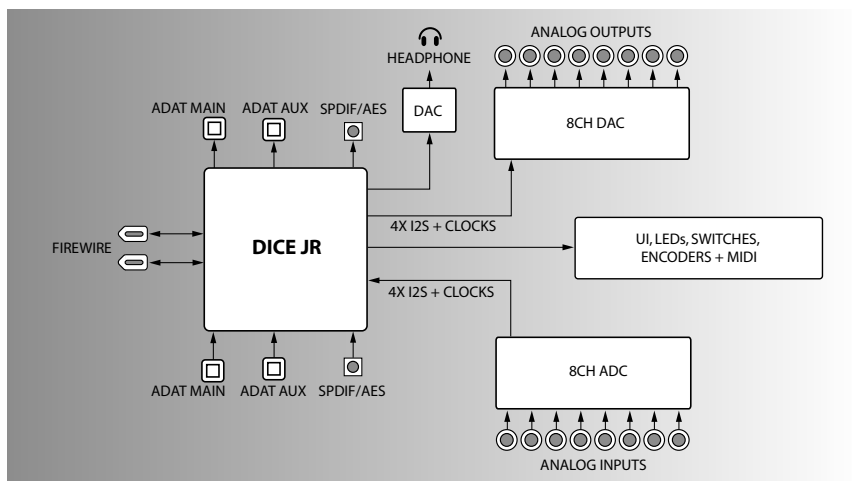 ANALOG OUTPUTS
HEADPHONE
ADAT MAIN
ADAT AUX
SPDIF/AES
DAC
8CH DAC
4X I2S + CLOCKS
FIREWIRE
DICE JR
UI, LEDs, SWITCHES,
ENCODERS + MIDI
4X I2S + CLOCKS
8CH ADC
ADAT MAIN
ADAT AUX
SPDIF/AES
ANALOG INPUTS